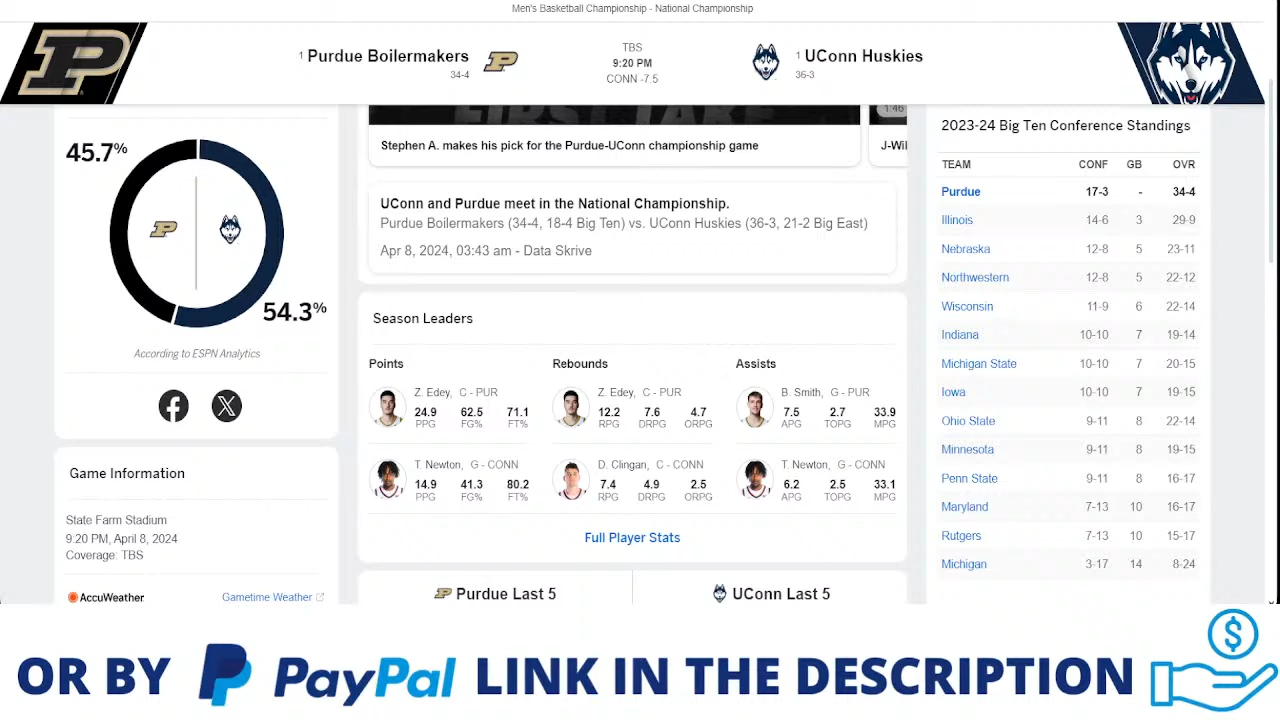 Men's Basketball Championship - National Championship
1 Purdue Boilermakers
34-4
TBS
9:20 PM
CONN -7.5
1 UConn Huskies
36-3
45.7%
54.3%
According to ESPN Analytics
Game Information
State Farm Stadium
9:20 PM, April 8, 2024
Coverage: TBS
AccuWeather Gametime Weather
FIRST TAKE
1:46
Stephen A. makes his pick for the Purdue-UConn championship game
UConn and Purdue meet in the National Championship.
Purdue Boilermakers (34-4, 18-4 Big Ten) vs. UConn Huskies (36-3, 21-2 Big East)
Apr 8, 2024, 03:43 am - Data Skrive
Season Leaders
Points
Z. Edey, C - PUR
24.9 62.5 71.1
PPG FG% FT%
T. Newton, G - CONN
14.9 41.3 80.2
PPG FG% FT%
Rebounds
Z. Edey, C - PUR
12.2 7.6 4.7
RPG DRPG ORPG
D. Clingan, C - CONN
7.4 4.9 2.5
RPG DRPG ORPG
Assists
B. Smith, G - PUR
7.5 2.7 33.9
APG TOPG MPG
T. Newton, G - CONN
6.2 2.5 33.1
APG TOPG MPG
Full Player Stats
Purdue Last 5
UConn Last 5
2023-24 Big Ten Conference Standings
TEAM CONF GB OVR
Purdue 17-3 - 34-4
Illinois 14-6 3 29-9
Nebraska 12-8 5 23-11
Northwestern 12-8 5 22-12
Wisconsin 11-9 6 22-14
Indiana 10-10 7 19-14
Michigan State 10-10 7 20-15
Iowa 10-10 7 19-15
Ohio State 9-11 8 22-14
Minnesota 9-11 8 19-15
Penn State 9-11 8 16-17
Maryland 7-13 10 16-17
Rutgers 7-13 10 15-17
Michigan 3-17 14 8-24
OR BY PayPal LINK IN THE DESCRIPTION